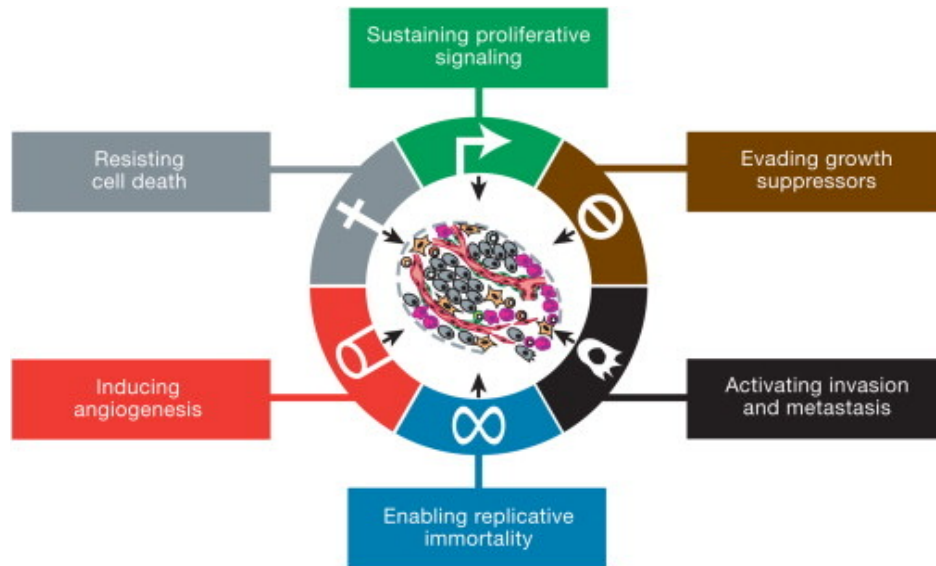 Sustaining proliferative
signaling
Resisting
cell death
Evading growth
suppressors
Inducing
angiogenesis
Activating invasion
and metastasis
Enabling replicative
immortality